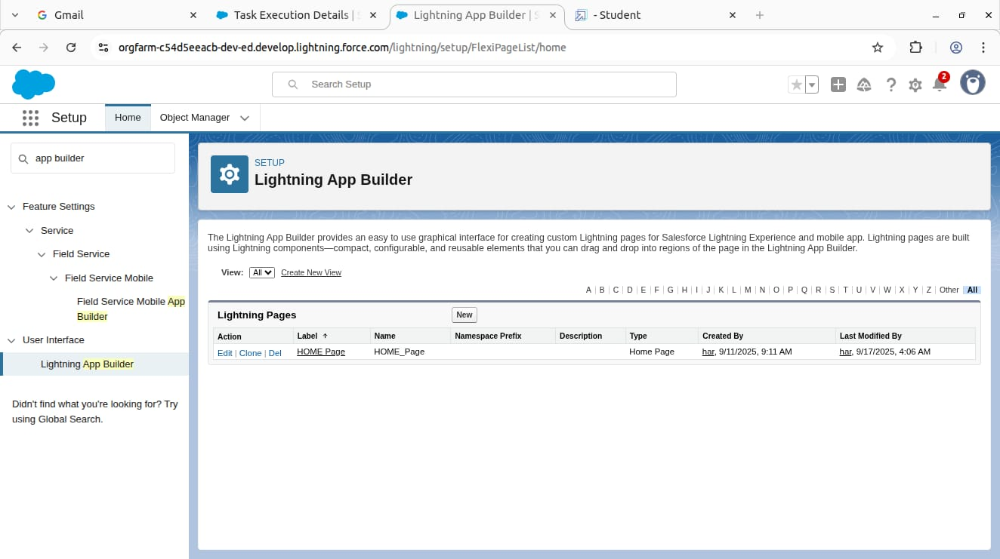 Gmail
Task Execution Details | S
Lightning App Builder | S
- Student
orgfarm-c54d5eeacb-dev-ed.develop.lightning.force.com/lightning/setup/FlexiPageList/home
Search Setup
2
Setup
Home
Object Manager
app builder
Feature Settings
Service
Field Service
Field Service Mobile
Field Service Mobile App
Builder
User Interface
Lightning App Builder
Didn't find what you're looking for? Try
using Global Search.
SETUP
Lightning App Builder
The Lightning App Builder provides an easy to use graphical interface for creating custom Lightning pages for Salesforce Lightning Experience and mobile app. Lightning pages are built
using Lightning components—compact, configurable, and reusable elements that you can drag and drop into regions of the page in the Lightning App Builder.
View: All Create New View
A | B | C | D | E | F | G | H | I | J | K | L | M | N | O | P | Q | R | S | T | U | V | W | X | Y | Z | Other All
Lightning Pages New
Action Label Name Namespace Prefix Description Type Created By Last Modified By
Edit | Clone | Del HOME Page HOME_Page Home Page har, 9/11/2025, 9:11 AM har, 9/17/2025, 4:06 AM